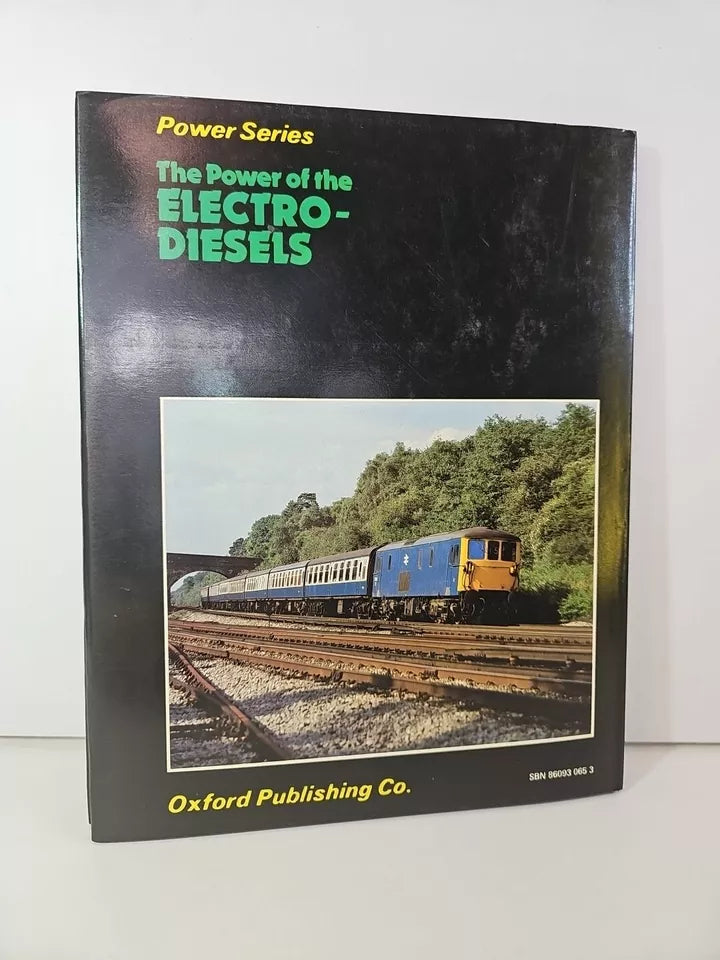 Power Series
The Power of the
ELECTRO-
DIESELS
SBN 86093 065 3
Oxford Publishing Co.